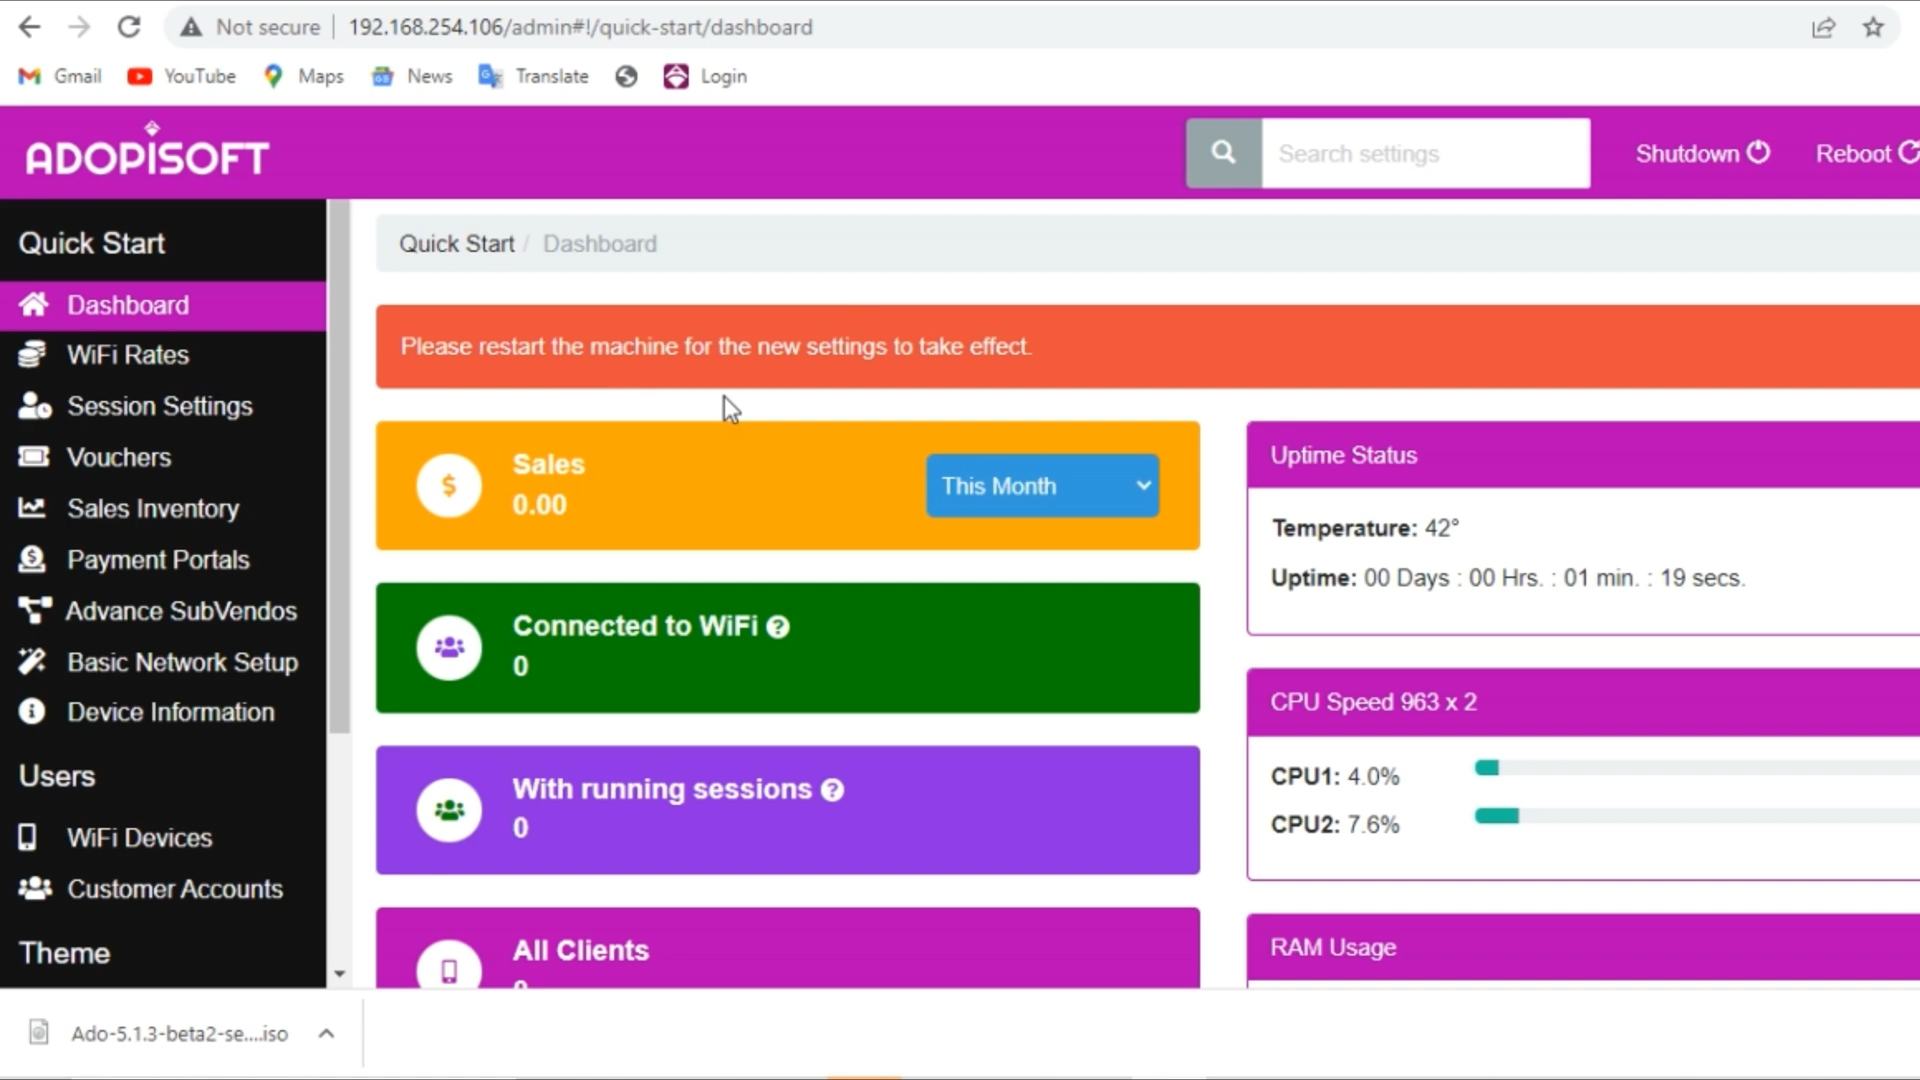 Not secure 192.168.254.106/admin#!/quick-start/dashboard
Gmail YouTube Maps News Translate Login
ADOPISOFT
Search settings
Shutdown
Reboot
Quick Start
Dashboard
WiFi Rates
Session Settings
Vouchers
Sales Inventory
Payment Portals
Advance SubVendos
Basic Network Setup
Device Information
Users
WiFi Devices
Customer Accounts
Theme
Quick Start / Dashboard
Please restart the machine for the new settings to take effect.
Sales
0.00
This Month
Connected to WiFi ?
0
With running sessions ?
0
All Clients
Uptime Status
Temperature: 42°
Uptime: 00 Days : 00 Hrs. : 01 min. : 19 secs.
CPU Speed 963 x 2
CPU1: 4.0%
CPU2: 7.6%
RAM Usage
Ado-5.1.3-beta2-se....iso